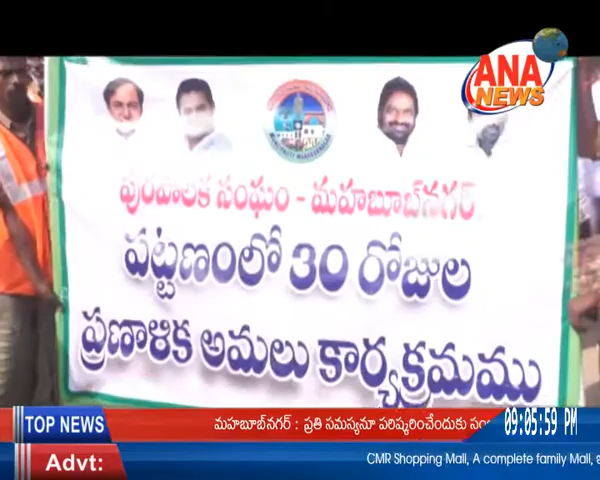 ANA
NEWS
పురపాలక సంఘం - మహబూబ్‌నగర్
పట్టణంలో 30 రోజుల
ప్రణాళిక అమలు కార్యక్రమము
TOP NEWS
మహబూబ్‌నగర్ : ప్రతి సమస్యనూ పరిష్కరించేందుకు
09:05:59 PM
Advt:
CMR Shopping Mall, A complete family Mall,